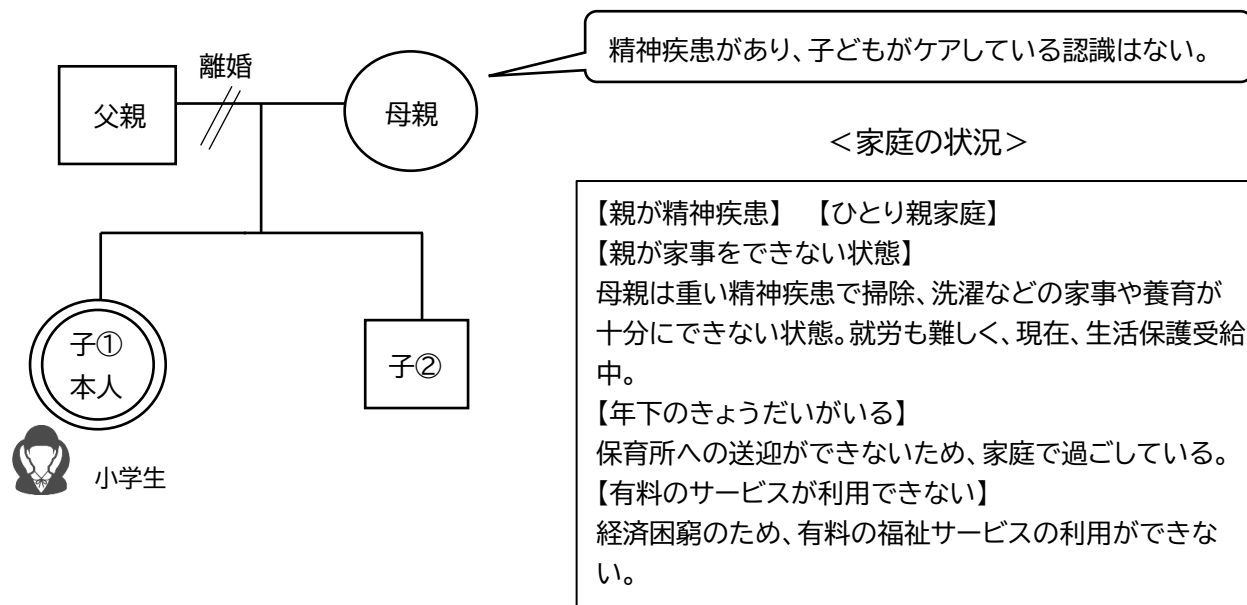 精神疾患があり、子どもがケアしている認識はない。
離婚
父親
母親
＜家庭の状況＞
【親が精神疾患】　【ひとり親家庭】
【親が家事をできない状態】
母親は重い精神疾患で掃除、洗濯などの家事や養育が
十分にできない状態。就労も難しく、現在、生活保護受給
中。
【年下のきょうだいがいる】
保育所への送迎ができないため、家庭で過ごしている。
【有料のサービスが利用できない】
経済困窮のため、有料の福祉サービスの利用ができな
い。
子①
本人
子②
小学生